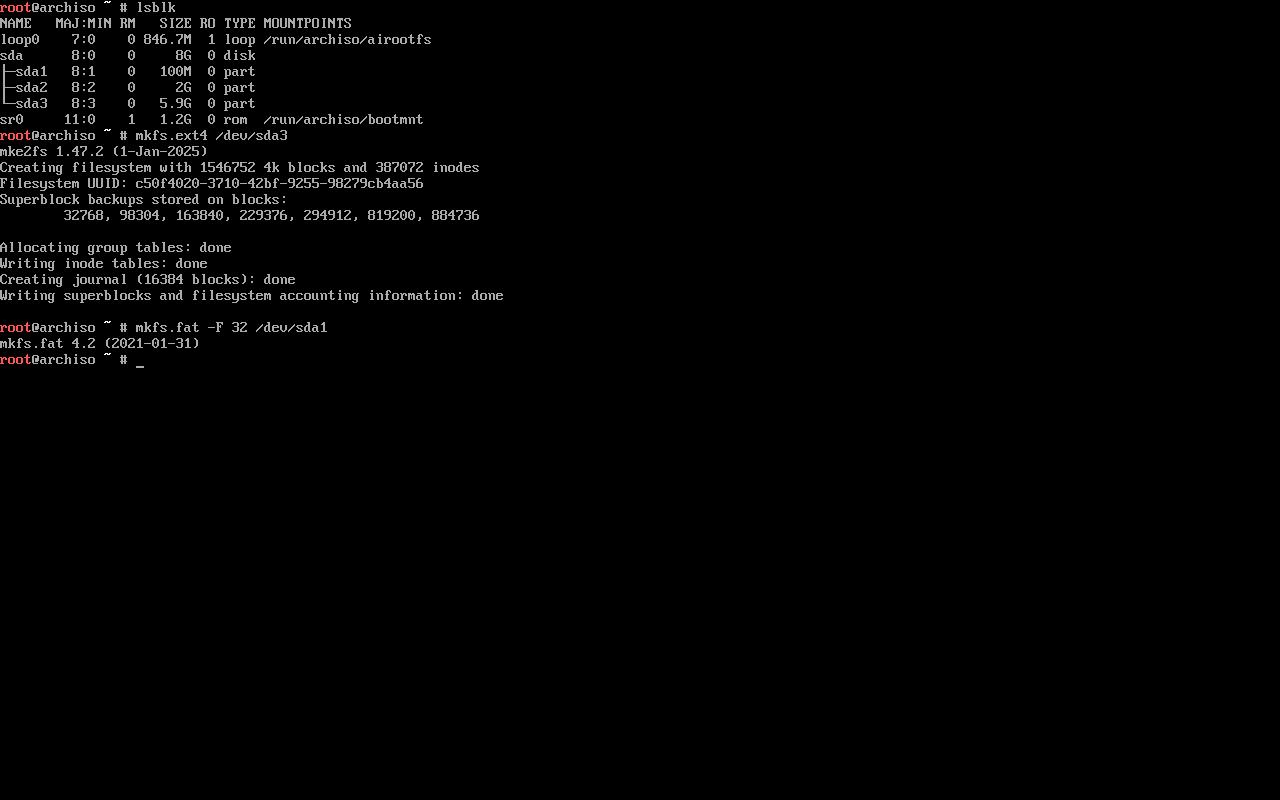 root@archiso ~ # lsblk
NAME   MAJ:MIN RM   SIZE RO TYPE MOUNTPOINTS
loop0    7:0    0 846.7M  1 loop /run/archiso/airootfs
sda      8:0    0     8G  0 disk
├─sda1   8:1    0   100M  0 part
├─sda2   8:2    0     2G  0 part
└─sda3   8:3    0   5.9G  0 part
sr0     11:0    1   1.2G  0 rom  /run/archiso/bootmnt
root@archiso ~ # mkfs.ext4 /dev/sda3
mke2fs 1.47.2 (1-Jan-2025)
Creating filesystem with 1546752 4k blocks and 387072 inodes
Filesystem UUID: c50f4020-3710-42bf-9255-98279cb4aa56
Superblock backups stored on blocks:
        32768, 98304, 163840, 229376, 294912, 819200, 884736

Allocating group tables: done
Writing inode tables: done
Creating journal (16384 blocks): done
Writing superblocks and filesystem accounting information: done

root@archiso ~ # mkfs.fat -F 32 /dev/sda1
mkfs.fat 4.2 (2021-01-31)
root@archiso ~ # _